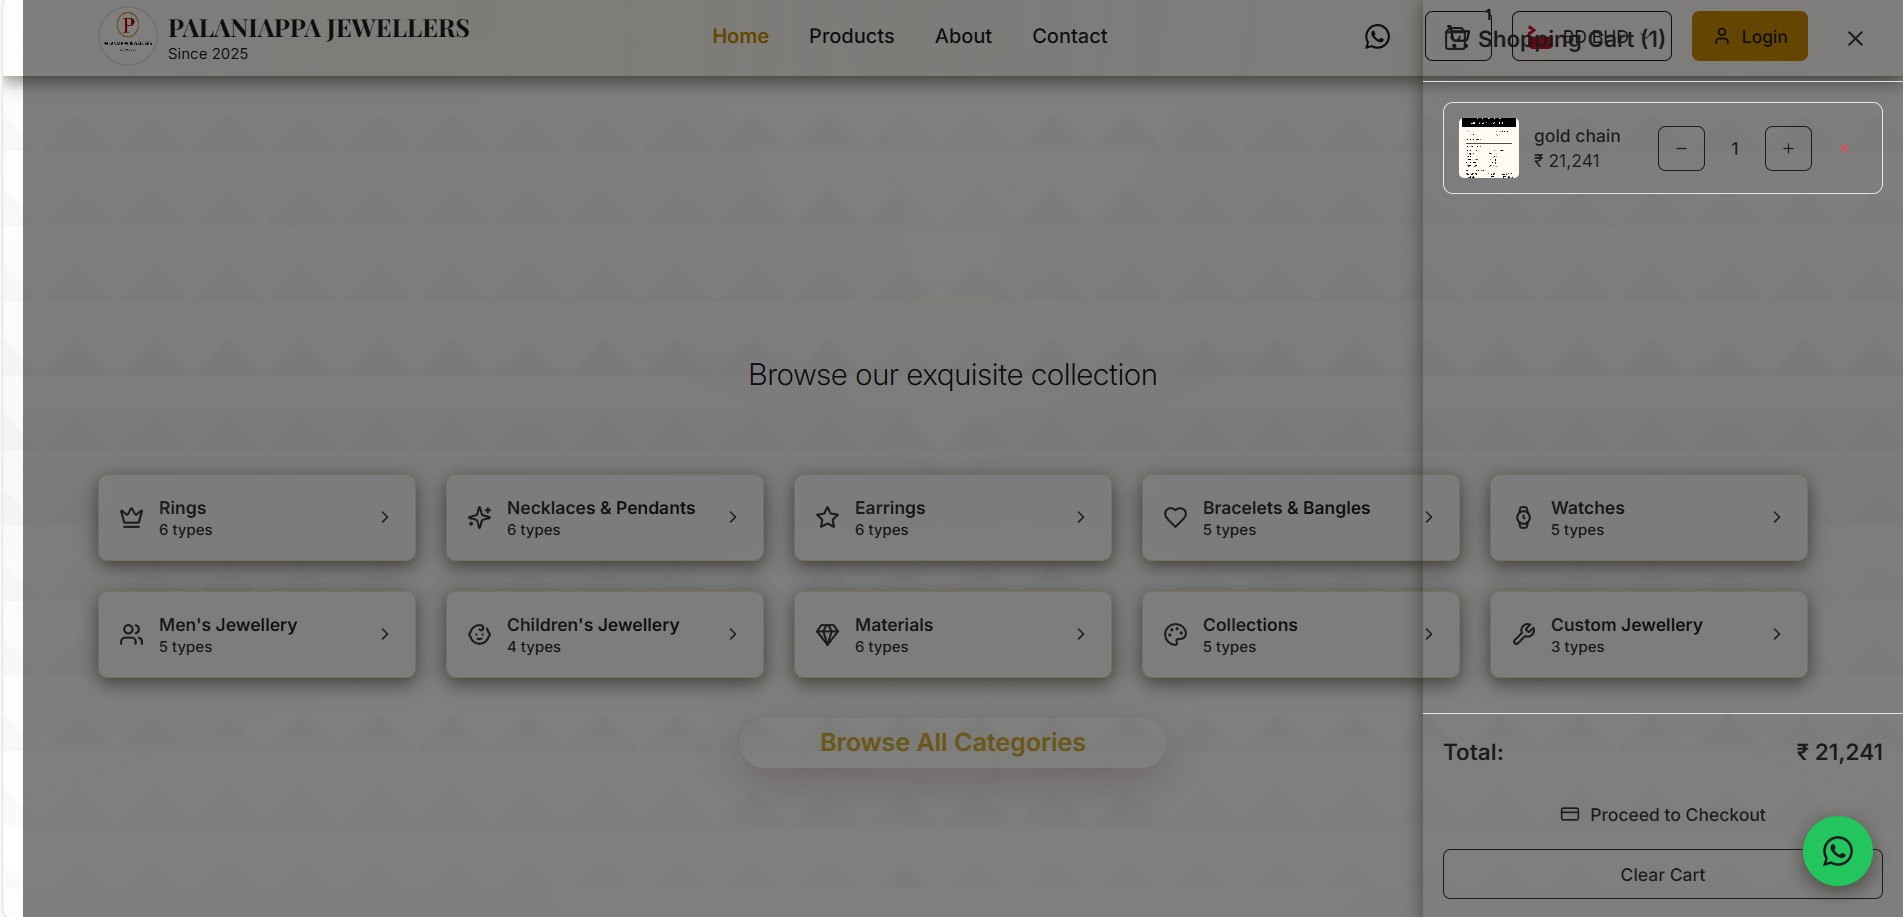 P
PALANIAPPA JEWELLERS
PALANIAPPA JEWELLERS
Since 2025
Home
Products
About
Contact
1
Shopping Cart (1)
Login
gold chain
₹ 21,241
1
Browse our exquisite collection
Rings
6 types
Necklaces & Pendants
6 types
Earrings
6 types
Bracelets & Bangles
5 types
Watches
5 types
Men's Jewellery
5 types
Children's Jewellery
4 types
Materials
6 types
Collections
5 types
Custom Jewellery
3 types
Browse All Categories
Total:
₹ 21,241
Proceed to Checkout
Clear Cart